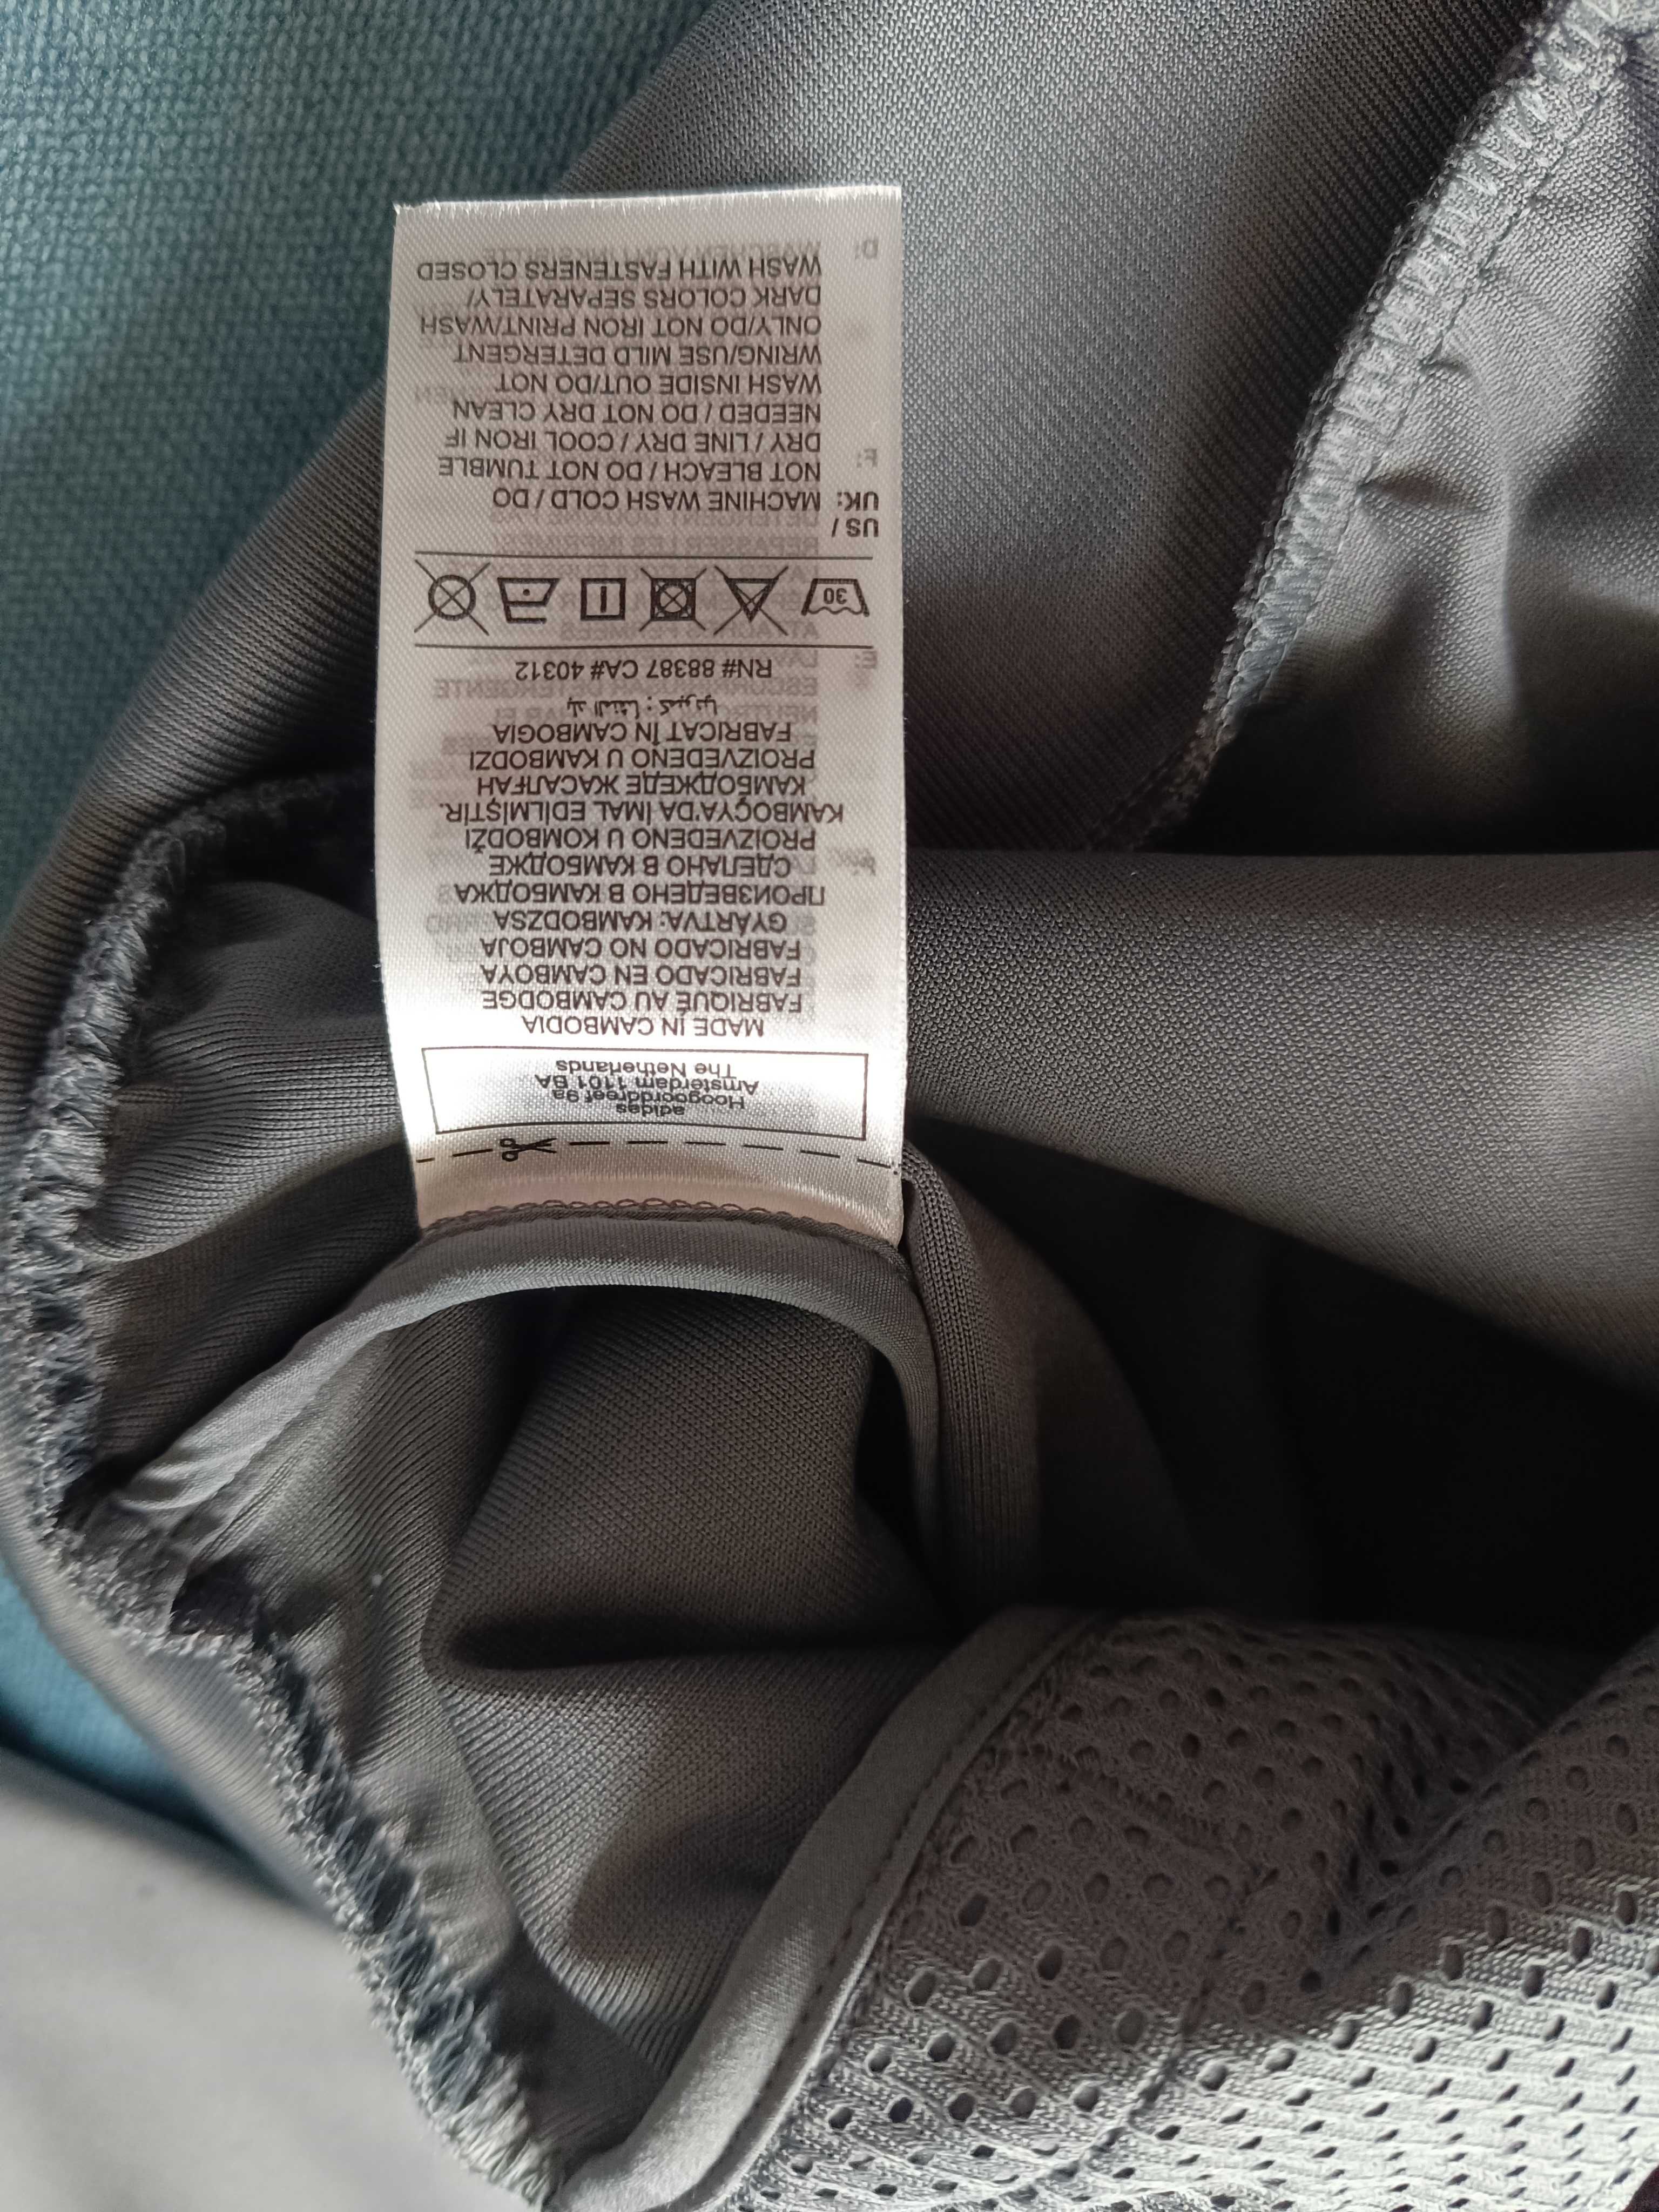 adidas
Hoogoorddreef 9a
Amsterdam 1101 BA
The Netherlands
MADE IN CAMBODIA
FABRIQUÉ AU CAMBODGE
FABRICADO EN CAMBOYA
FABRICADO NO CAMBOJA
GYÁRTVA: KAMBODZSA
ПРОИЗВЕДЕНО В КАМБОДЖА
СДЕЛАНО В КАМБОДЖЕ
PROIZVEDENO U KOMBODŽI
KAMBOÇYA'DA İMAL EDİLMİŞTİR.
КАМБОДЖЕДЕ ЖАСАЛҒАН
PROIZVEDENO U KAMBODZI
FABRICAT ÎN CAMBOGIA
بلد المنشأ : كمبوديا
RN# 88387 CA# 40312
30
US /
UK: MACHINE WASH COLD / DO
NOT BLEACH / DO NOT TUMBLE
DRY / LINE DRY / COOL IRON IF
NEEDED / DO NOT DRY CLEAN
WASH INSIDE OUT/DO NOT
WRING/USE MILD DETERGENT
ONLY/DO NOT IRON PRINT/WASH
DARK COLORS SEPARATELY/
WASH WITH FASTENERS CLOSED